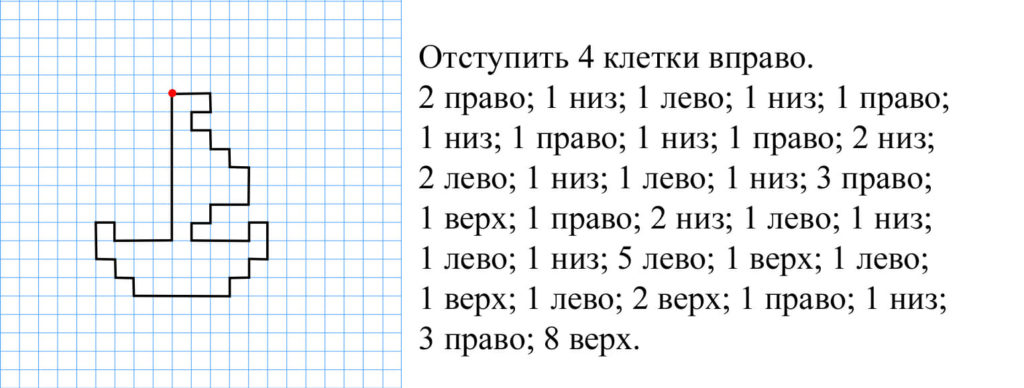 Отступить 4 клетки вправо.
2 право; 1 низ; 1 лево; 1 низ; 1 право;
1 низ; 1 право; 1 низ; 1 право; 2 низ;
2 лево; 1 низ; 1 лево; 1 низ; 3 право;
1 верх; 1 право; 2 низ; 1 лево; 1 низ;
1 лево; 1 низ; 5 лево; 1 верх; 1 лево;
1 верх; 1 лево; 2 верх; 1 право; 1 низ;
3 право; 8 верх.